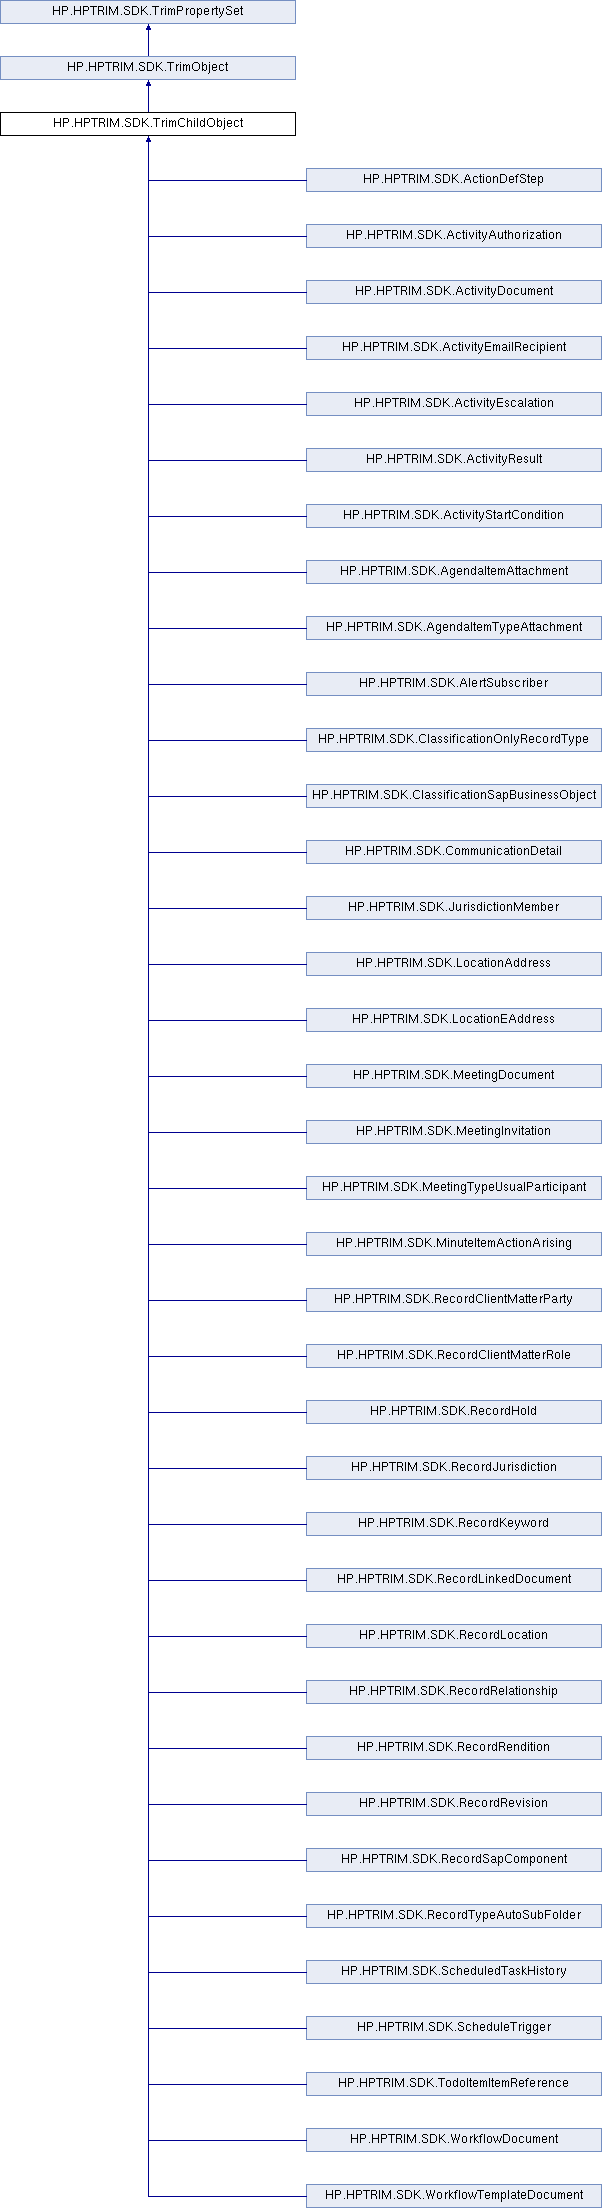 HP.HPTRIM.SDK.TrimPropertySet
HP.HPTRIM.SDK.TrimObject
HP.HPTRIM.SDK.TrimChildObject
HP.HPTRIM.SDK.ActionDefStep
HP.HPTRIM.SDK.ActivityAuthorization
HP.HPTRIM.SDK.ActivityDocument
HP.HPTRIM.SDK.ActivityEmailRecipient
HP.HPTRIM.SDK.ActivityEscalation
HP.HPTRIM.SDK.ActivityResult
HP.HPTRIM.SDK.ActivityStartCondition
HP.HPTRIM.SDK.AgendaItemAttachment
HP.HPTRIM.SDK.AgendaItemTypeAttachment
HP.HPTRIM.SDK.AlertSubscriber
HP.HPTRIM.SDK.ClassificationOnlyRecordType
HP.HPTRIM.SDK.ClassificationSapBusinessObject
HP.HPTRIM.SDK.CommunicationDetail
HP.HPTRIM.SDK.JurisdictionMember
HP.HPTRIM.SDK.LocationAddress
HP.HPTRIM.SDK.LocationEAddress
HP.HPTRIM.SDK.MeetingDocument
HP.HPTRIM.SDK.MeetingInvitation
HP.HPTRIM.SDK.MeetingTypeUsualParticipant
HP.HPTRIM.SDK.MinuteItemActionArising
HP.HPTRIM.SDK.RecordClientMatterParty
HP.HPTRIM.SDK.RecordClientMatterRole
HP.HPTRIM.SDK.RecordHold
HP.HPTRIM.SDK.RecordJurisdiction
HP.HPTRIM.SDK.RecordKeyword
HP.HPTRIM.SDK.RecordLinkedDocument
HP.HPTRIM.SDK.RecordLocation
HP.HPTRIM.SDK.RecordRelationship
HP.HPTRIM.SDK.RecordRendition
HP.HPTRIM.SDK.RecordRevision
HP.HPTRIM.SDK.RecordSapComponent
HP.HPTRIM.SDK.RecordTypeAutoSubFolder
HP.HPTRIM.SDK.ScheduledTaskHistory
HP.HPTRIM.SDK.ScheduleTrigger
HP.HPTRIM.SDK.TodoItemItemReference
HP.HPTRIM.SDK.WorkflowDocument
HP.HPTRIM.SDK.WorkflowTemplateDocument